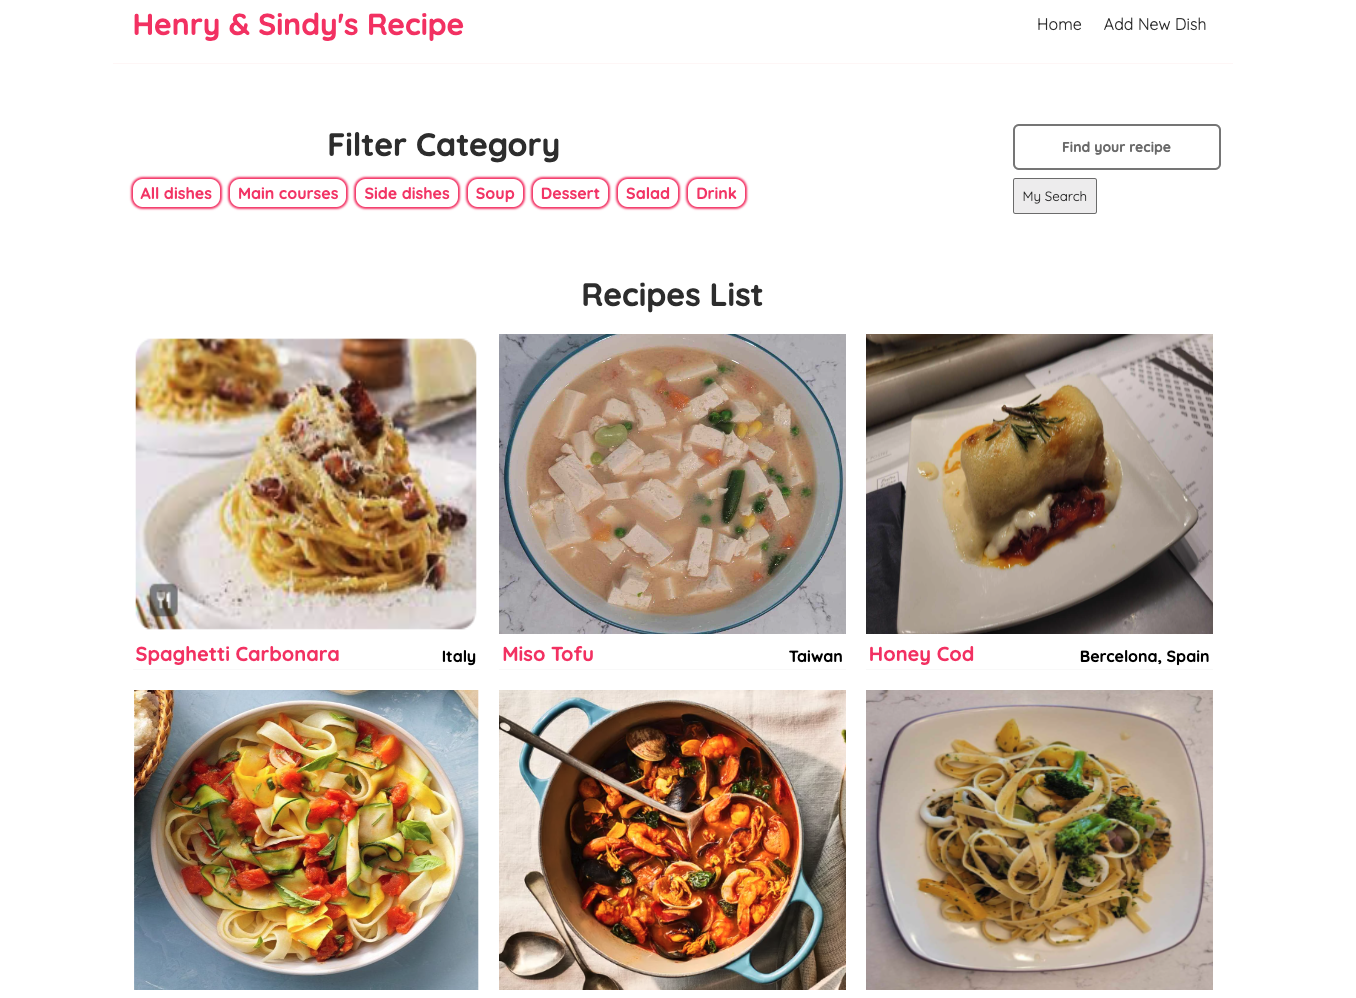 Henry & Sindy's Recipe
Home Add New Dish
Filter Category
Find your recipe
All dishes Main courses Side dishes Soup Dessert Salad Drink
My Search
Recipes List
Spaghetti Carbonara Italy
Miso Tofu Taiwan
Honey Cod Bercelona, Spain